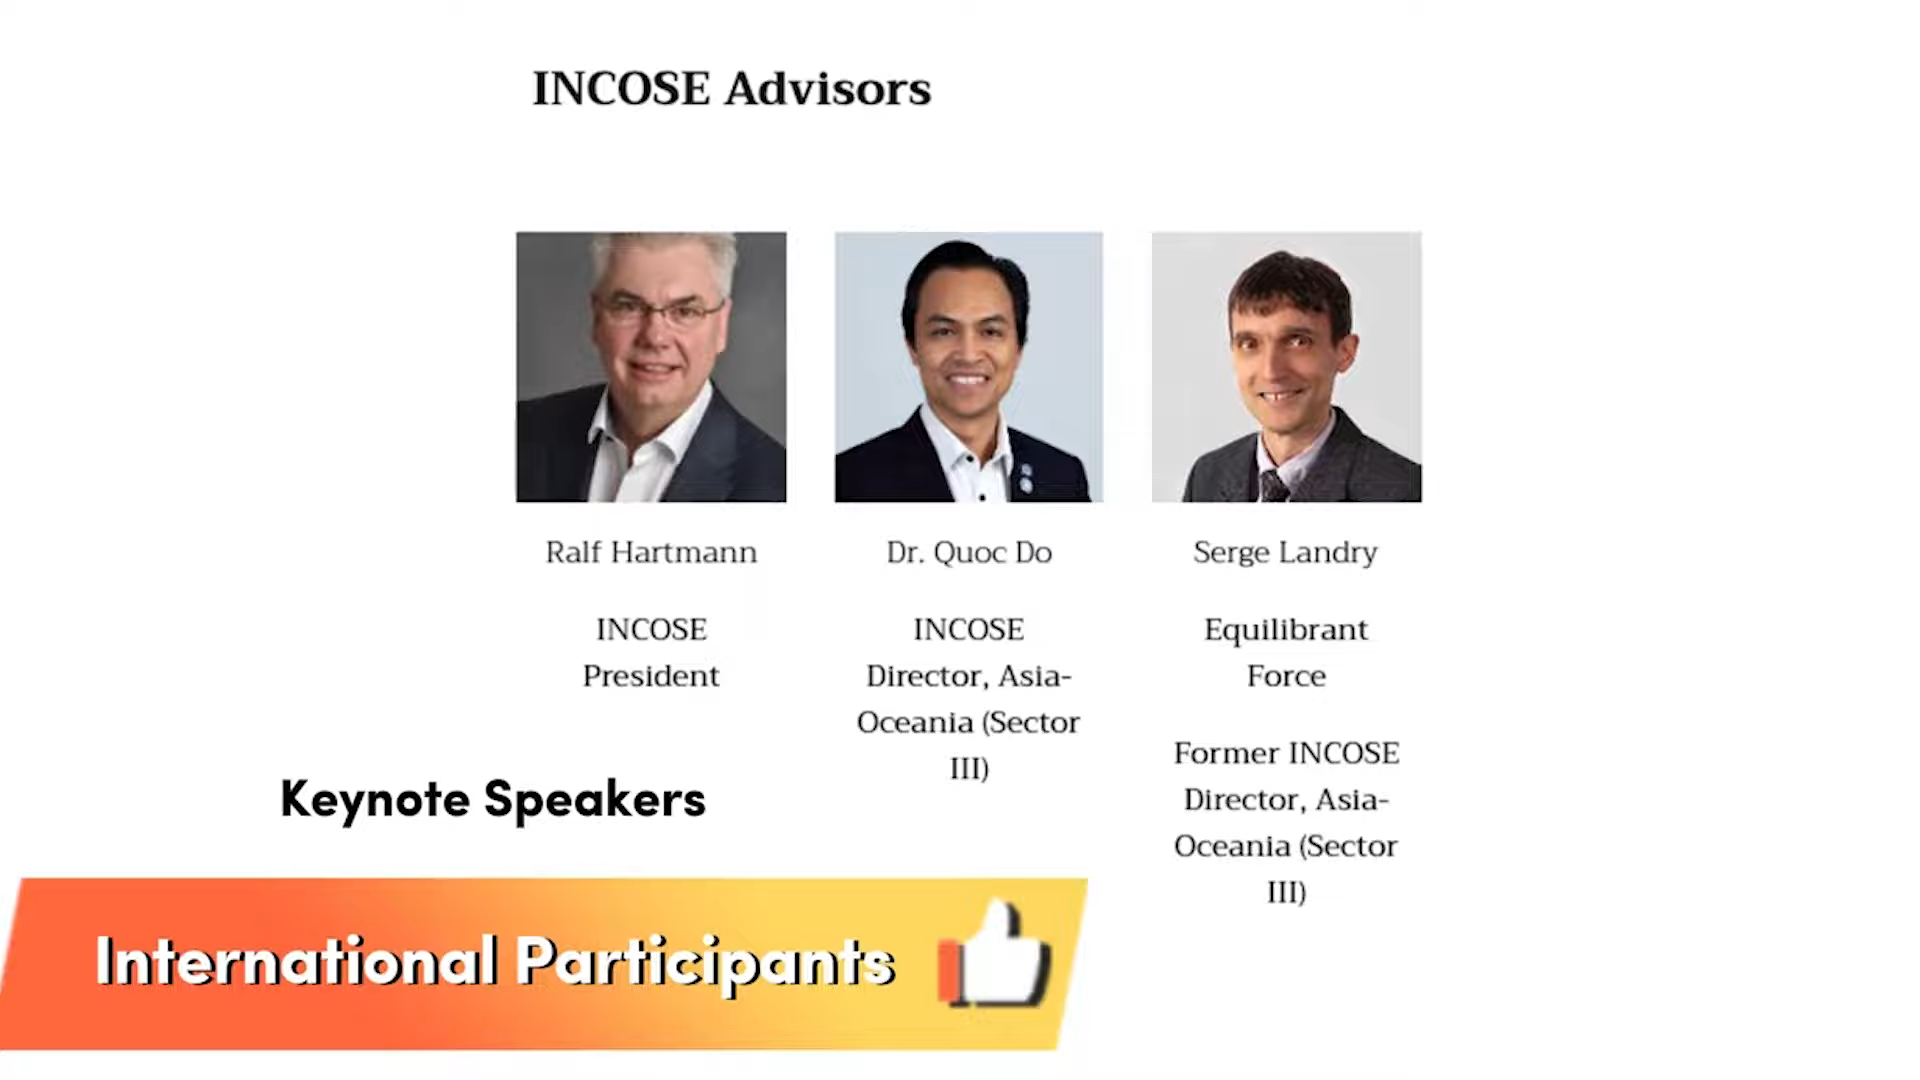 INCOSE Advisors
Ralf Hartmann
INCOSE
President
Dr. Quoc Do
INCOSE
Director, Asia-
Oceania (Sector
III)
Serge Landry
Equilibrant
Force
Former INCOSE
Director, Asia-
Oceania (Sector
III)
Keynote Speakers
International Participants